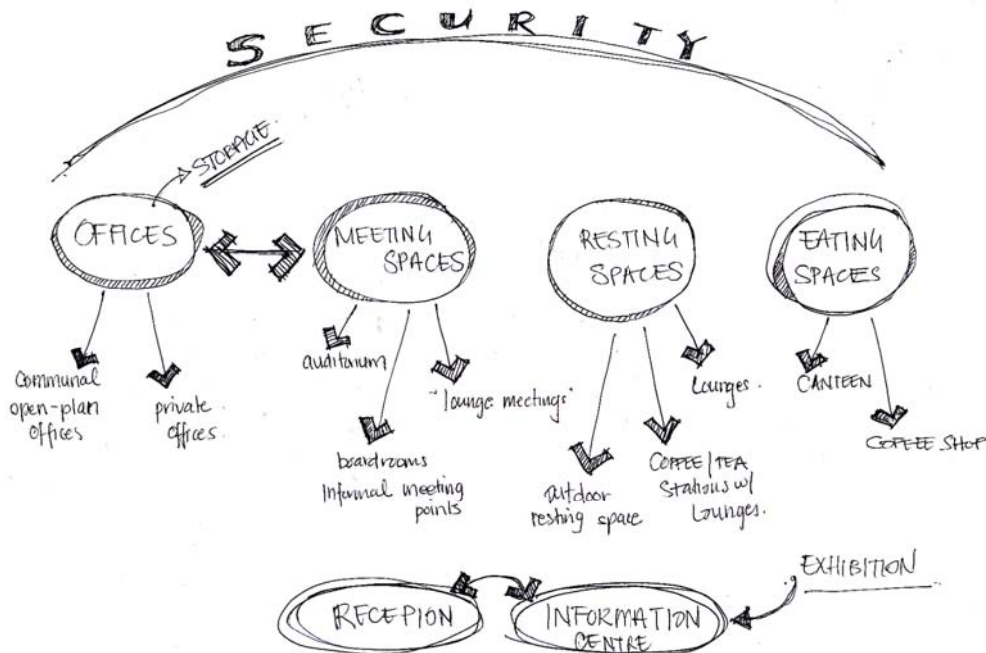 SECURITY
STORAGE.
OFFICES
MEETING
SPACES
RESTING
SPACES
EATING
SPACES
communal
open-plan
offices
private
offices.
auditorium
"lounge meetings"
boardrooms
Informal meeting
points
outdoor
resting space
COFFEE/TEA
Stations w/
Lounges.
Lounges.
CANTEEN
COFFEE SHOP
RECEPION
INFORMATION
CENTRE
EXHIBITION